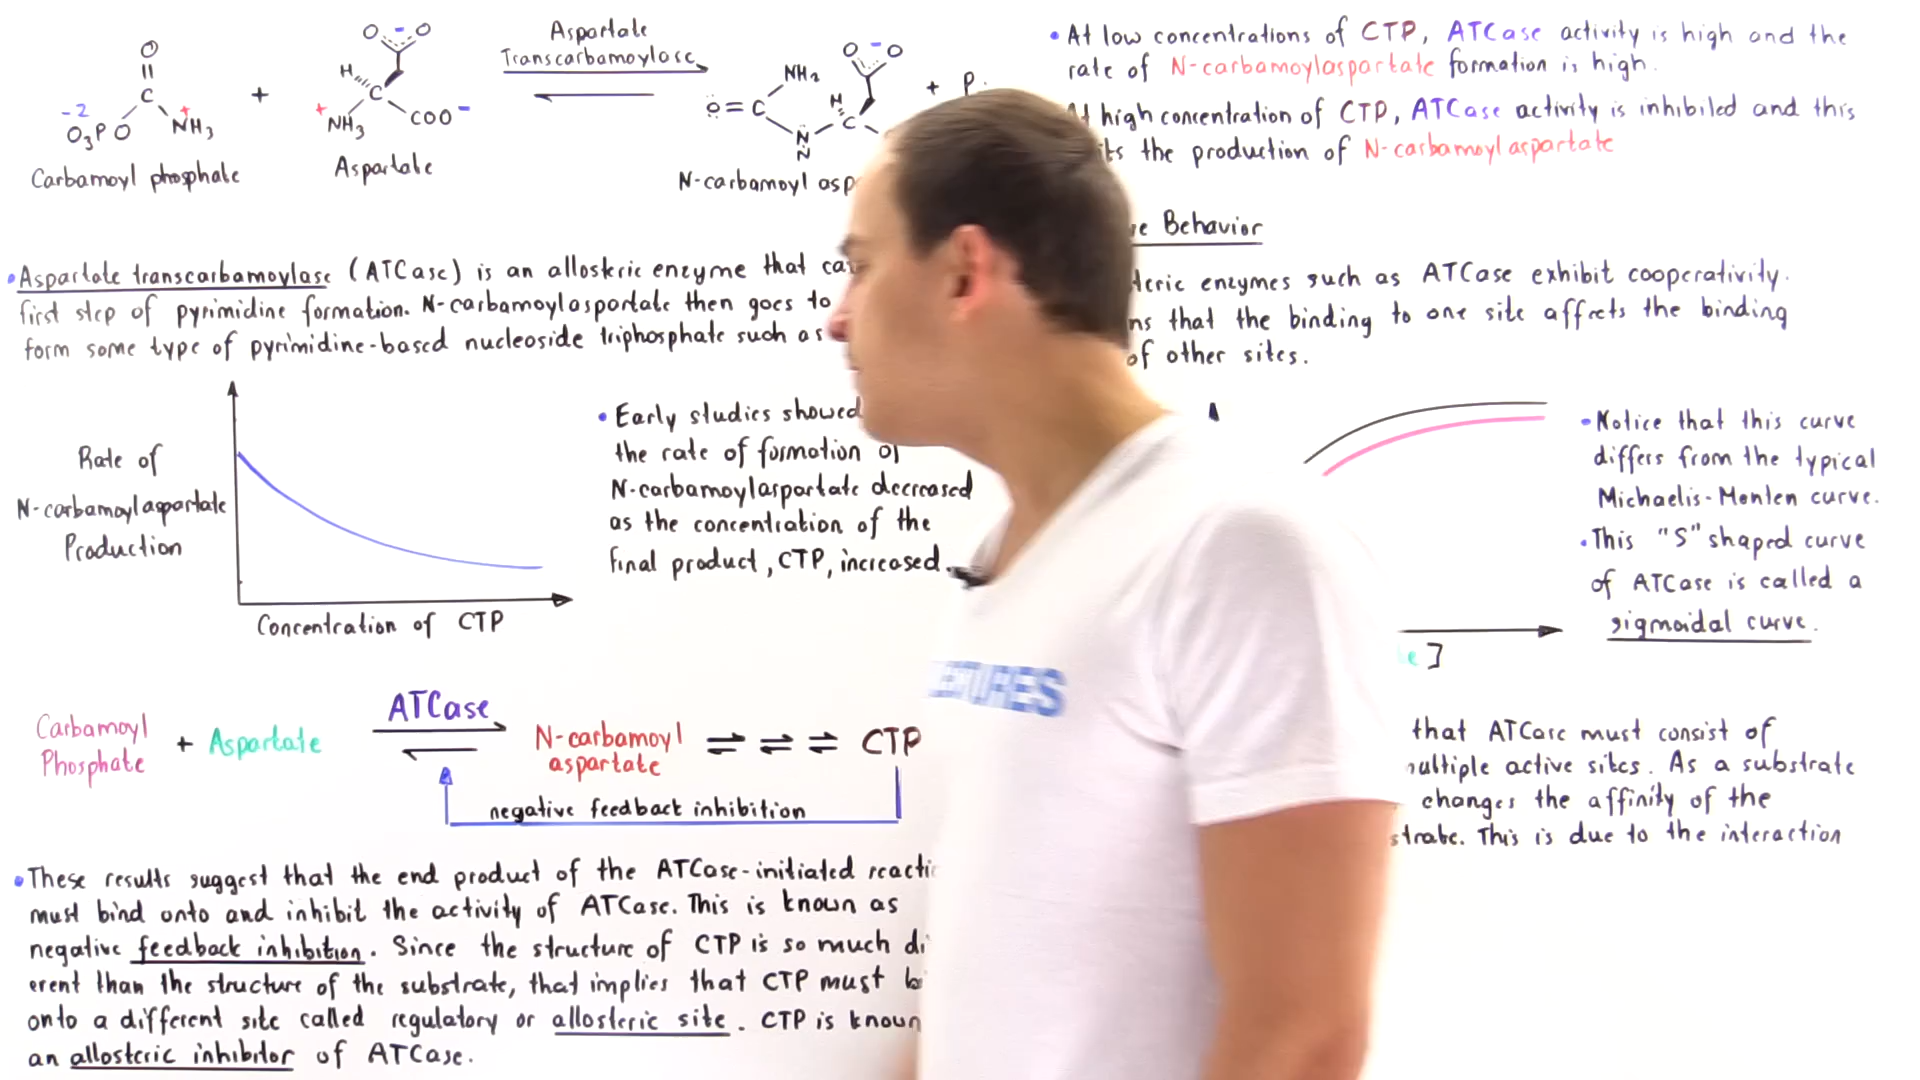 O
||
C
-2
O3PO
+
NH3
Carbamoyl phosphate
+
O - O
H
C
+
NH3
COO -
Aspartate
Aspartate
Transcarbamoylase
O - O
NH2
O=C
H
N
C
N
N-carbamoyl asp
+ P
• At low concentrations of CTP, ATCase activity is high and the
rate of N-carbamoylaspartate formation is high.
high concentration of CTP, ATCase activity is inhibited and this
the production of N-carbamoylaspartate
• Aspartate transcarbamoylase (ATCase) is an allosteric enzyme that
first step of pyrimidine formation. N-carbamoylaspartate then goes to
form some type of pyrimidine-based nucleoside triphosphate such as
Behavior
enzymes such as ATCase exhibit cooperativity.
that the binding to one site affects the binding
of other sites.
Rate of
N-carbamoylaspartate
Production
Concentration of CTP
• Early studies showed
the rate of formation of
N-carbamoylaspartate decreased
as the concentration of the
final product, CTP, increased.
• Notice that this curve
differs from the typical
Michaelis-Menten curve.
• This "S" shaped curve
of ATCase is called a
sigmoidal curve.
e]
Carbamoyl
Phosphate
+ Aspartate
ATCase
N-carbamoyl
aspartate
CTP
negative feedback inhibition
• These results suggest that the end product of the ATCase-initiated
must bind onto and inhibit the activity of ATCase. This is known as
negative feedback inhibition. Since the structure of CTP is so much
erent than the structure of the substrate, that implies that CTP must
onto a different site called regulatory or allosteric site. CTP is known
an allosteric inhibitor of ATCase.
that ATCase must consist of
multiple active sites. As a substrate
changes the affinity of the
strate. This is due to the interaction
LECTURES